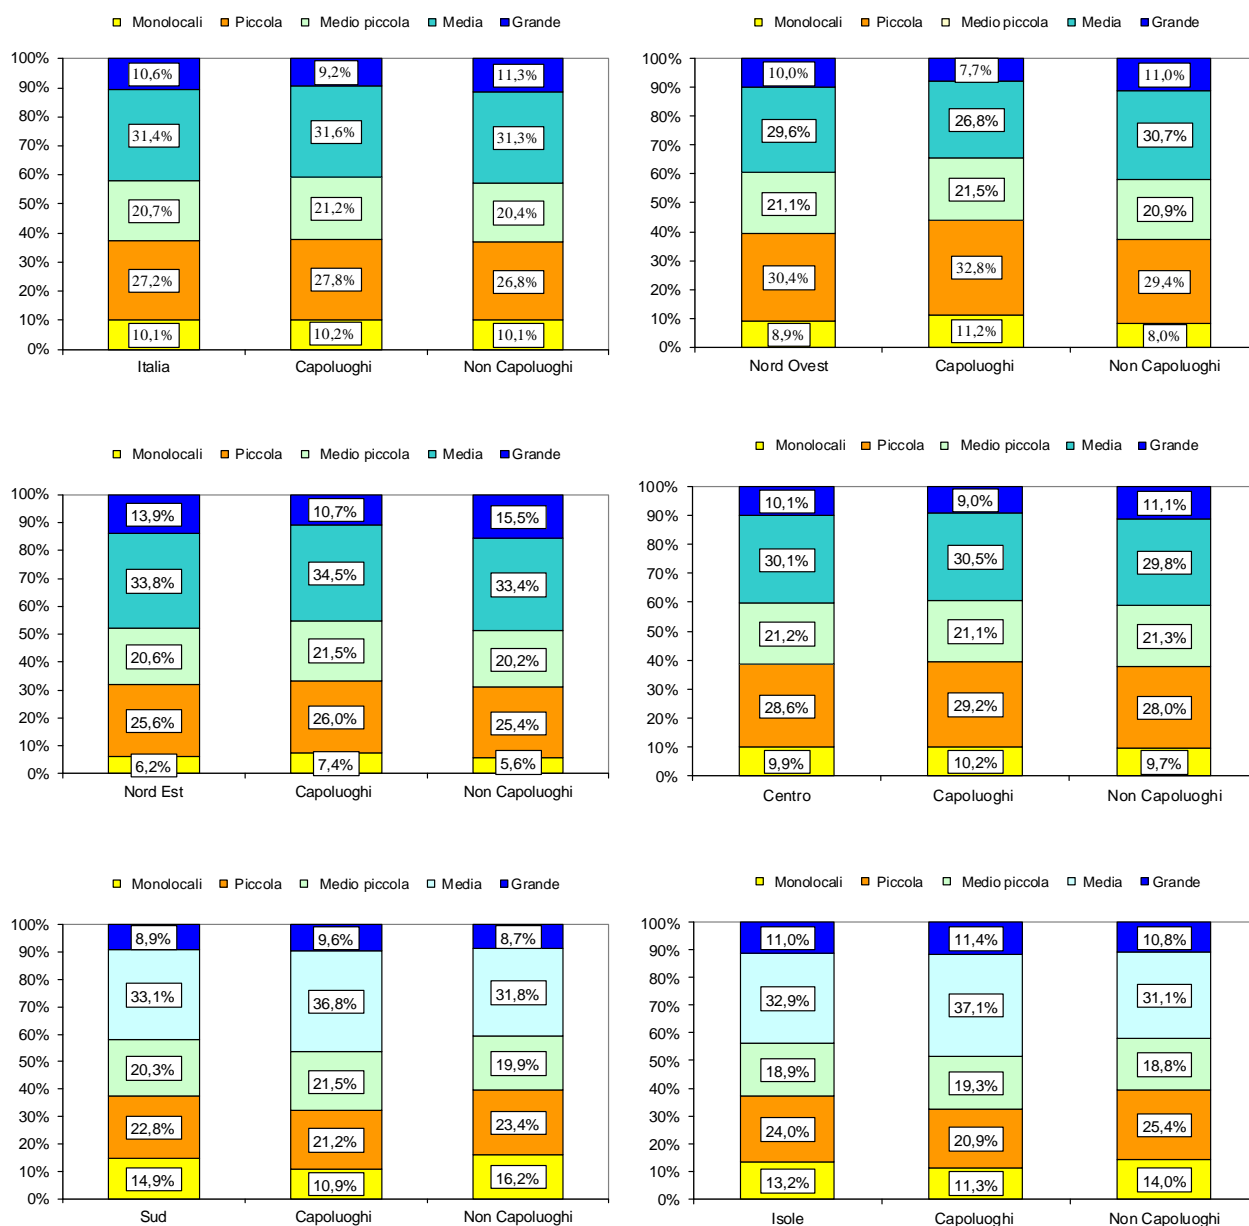 Monolocali Piccola Medio piccola Media Grande
100%
90%
80%
70%
60%
50%
40%
30%
20%
10%
0%
10,6% 9,2% 11,3%
31,4% 31,6% 31,3%
20,7% 21,2% 20,4%
27,2% 27,8% 26,8%
10,1% 10,2% 10,1%
Italia Capoluoghi Non Capoluoghi
Monolocali Piccola Medio piccola Media Grande
100%
90%
80%
70%
60%
50%
40%
30%
20%
10%
0%
10,0% 7,7% 11,0%
29,6% 26,8% 30,7%
21,1% 21,5% 20,9%
30,4% 32,8% 29,4%
8,9% 11,2% 8,0%
Nord Ovest Capoluoghi Non Capoluoghi
Monolocali Piccola Medio piccola Media Grande
100%
90%
80%
70%
60%
50%
40%
30%
20%
10%
0%
13,9% 10,7% 15,5%
33,8% 34,5% 33,4%
20,6% 21,5% 20,2%
25,6% 26,0% 25,4%
6,2% 7,4% 5,6%
Nord Est Capoluoghi Non Capoluoghi
Monolocali Piccola Medio piccola Media Grande
100%
90%
80%
70%
60%
50%
40%
30%
20%
10%
0%
10,1% 9,0% 11,1%
30,1% 30,5% 29,8%
21,2% 21,1% 21,3%
28,6% 29,2% 28,0%
9,9% 10,2% 9,7%
Centro Capoluoghi Non Capoluoghi
Monolocali Piccola Medio piccola Media Grande
100%
90%
80%
70%
60%
50%
40%
30%
20%
10%
0%
8,9% 9,6% 8,7%
33,1% 36,8% 31,8%
20,3% 21,5% 19,9%
22,8% 21,2% 23,4%
14,9% 10,9% 16,2%
Sud Capoluoghi Non Capoluoghi
Monolocali Piccola Medio piccola Media Grande
100%
90%
80%
70%
60%
50%
40%
30%
20%
10%
0%
11,0% 11,4% 10,8%
32,9% 37,1% 31,1%
18,9% 19,3% 18,8%
24,0% 20,9% 25,4%
13,2% 11,3% 14,0%
Isole Capoluoghi Non Capoluoghi